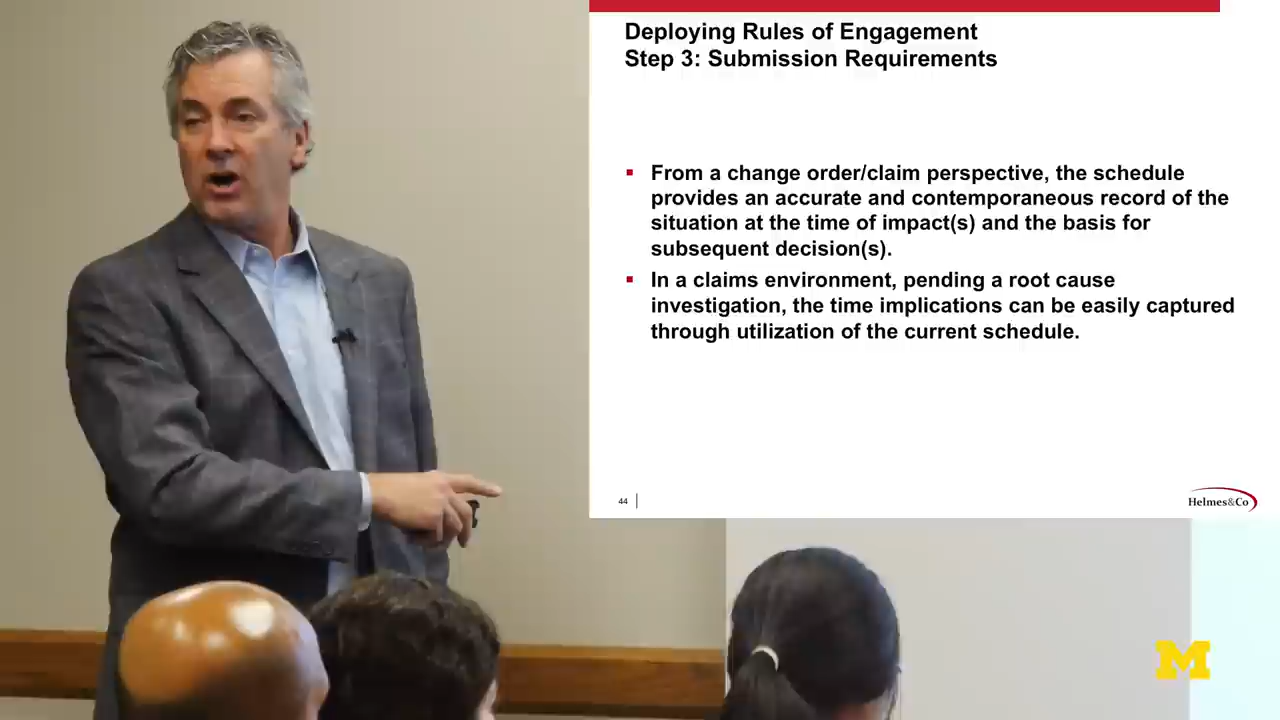 Deploying Rules of Engagement
Step 3: Submission Requirements
▪ From a change order/claim perspective, the schedule
provides an accurate and contemporaneous record of the
situation at the time of impact(s) and the basis for
subsequent decision(s).
▪ In a claims environment, pending a root cause
investigation, the time implications can be easily captured
through utilization of the current schedule.
44
Helmes&Co
M